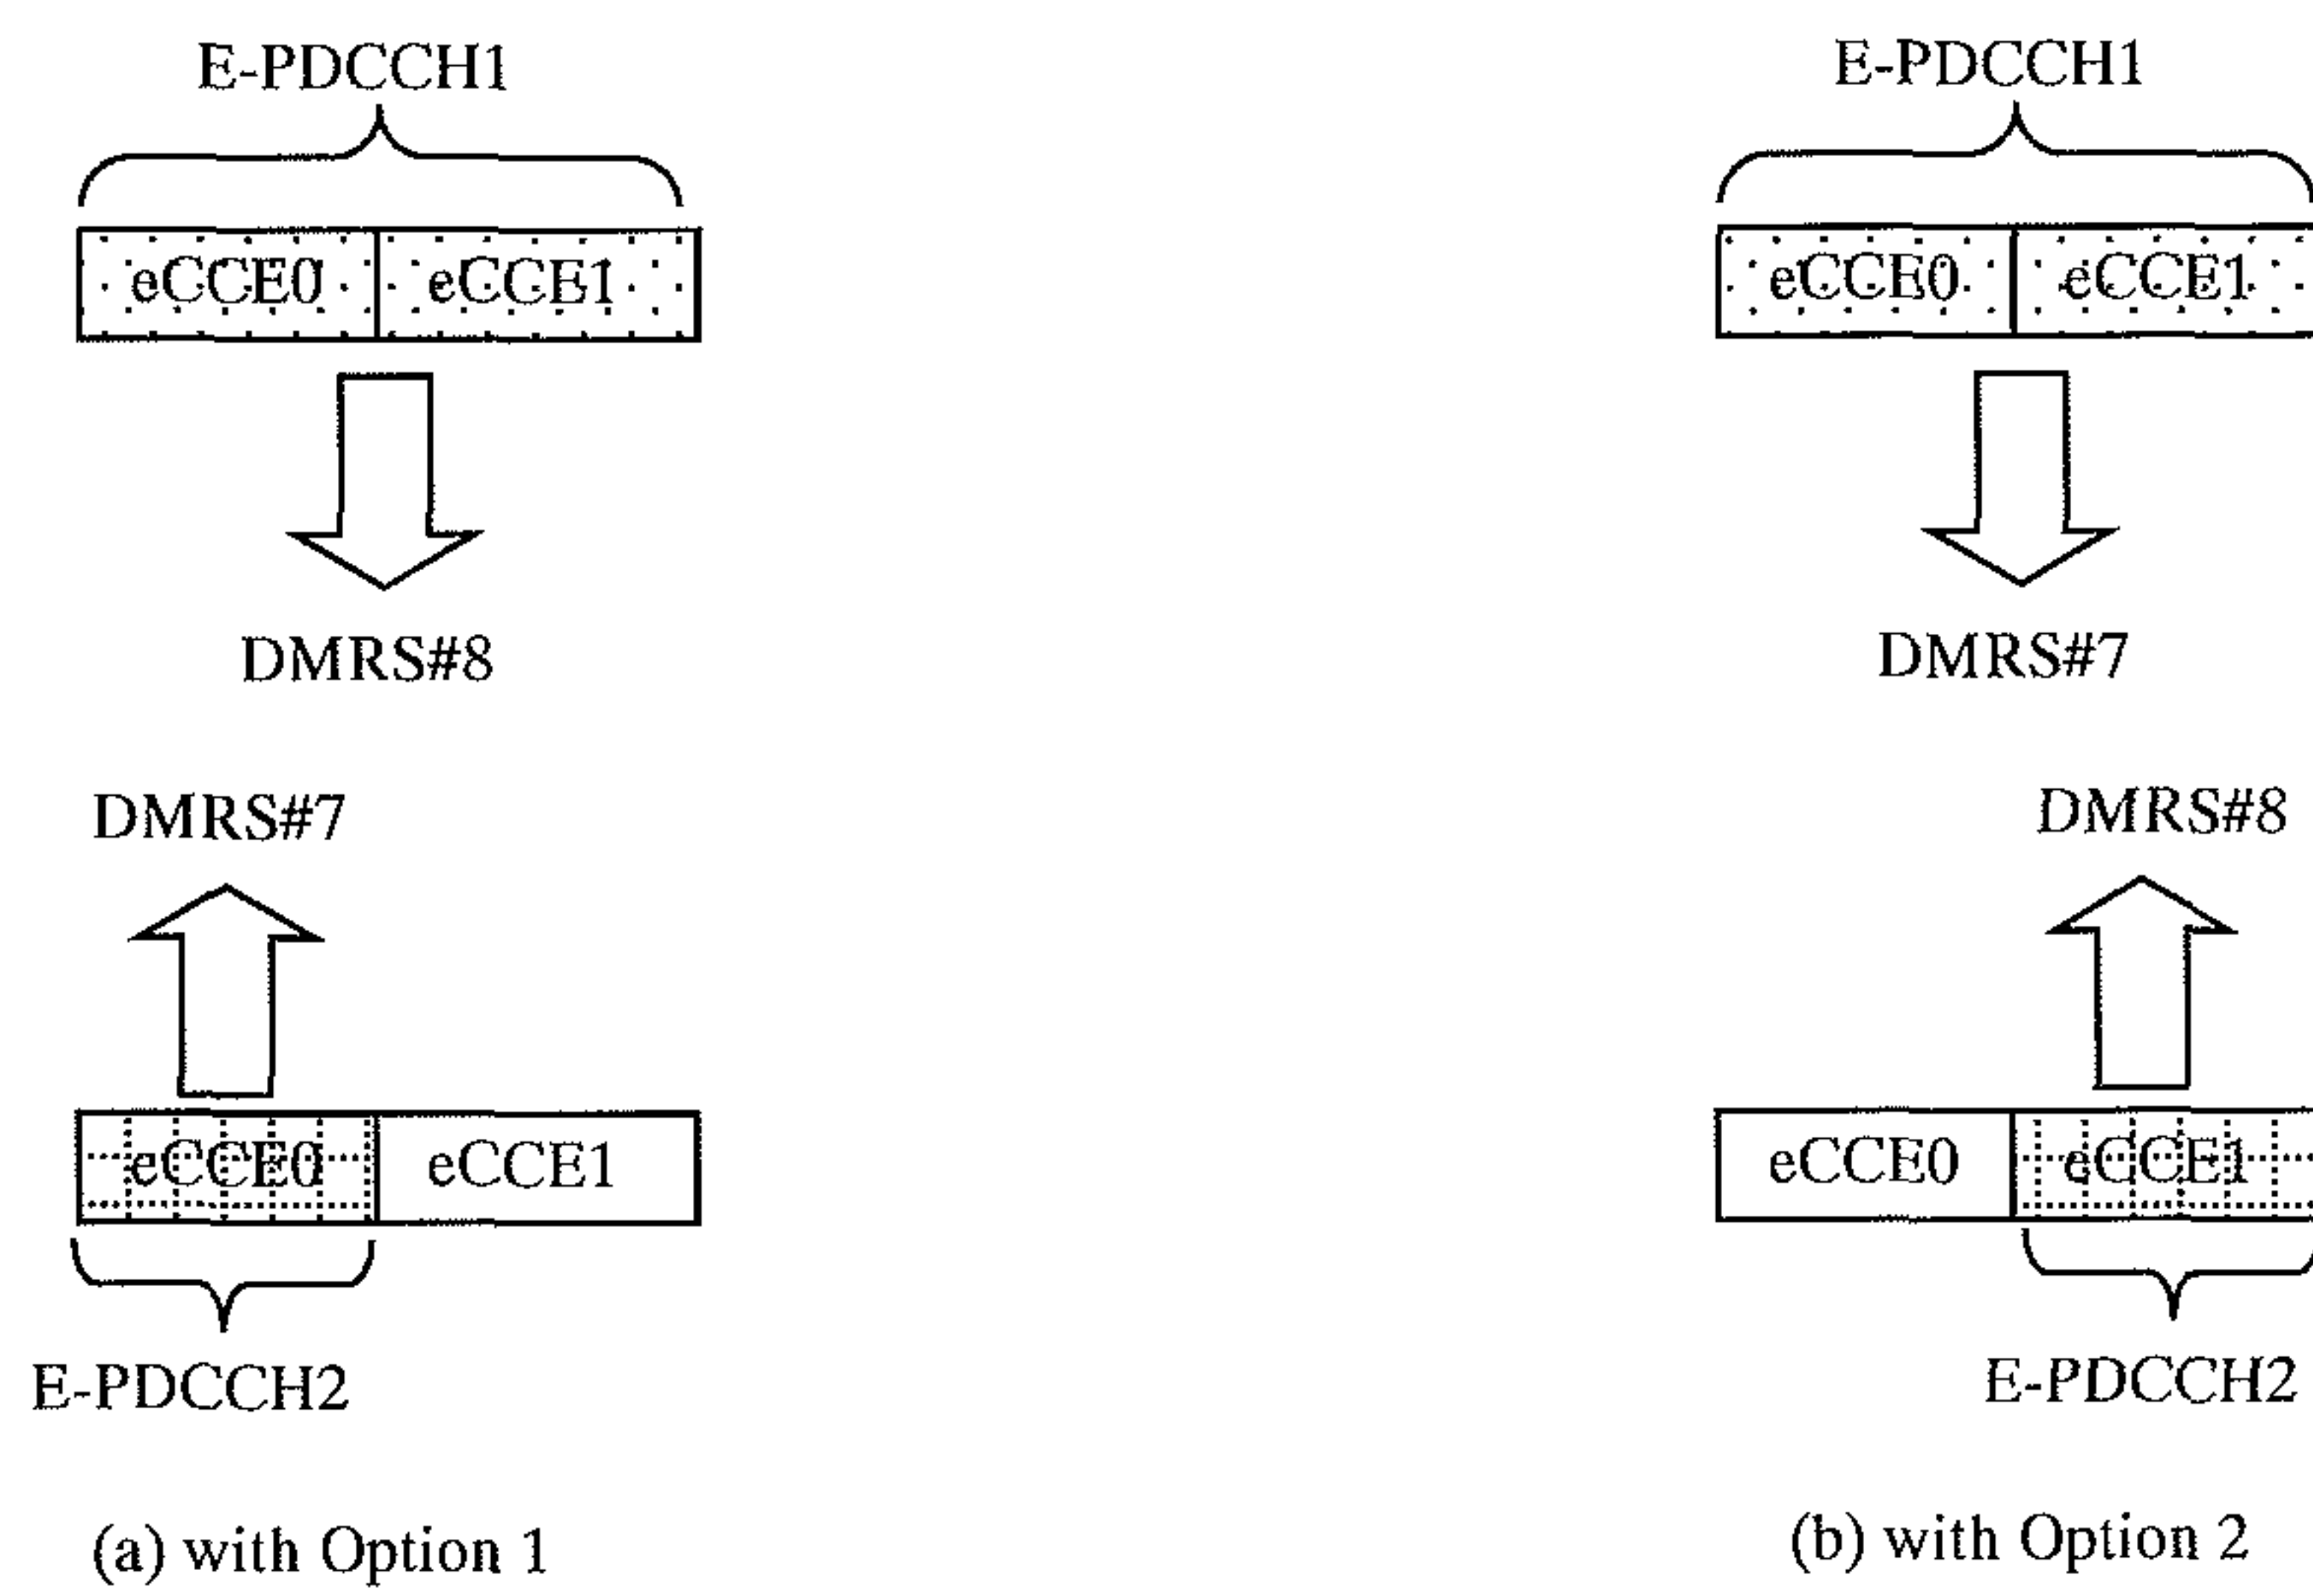 E-PDCCH1
eCCE0 eCCE1
DMRS#8
DMRS#7
eCCE0 eCCE1
E-PDCCH2
(a) with Option 1
E-PDCCH1
eCCE0 eCCE1
DMRS#7
DMRS#8
eCCE0 eCCE1
E-PDCCH2
(b) with Option 2